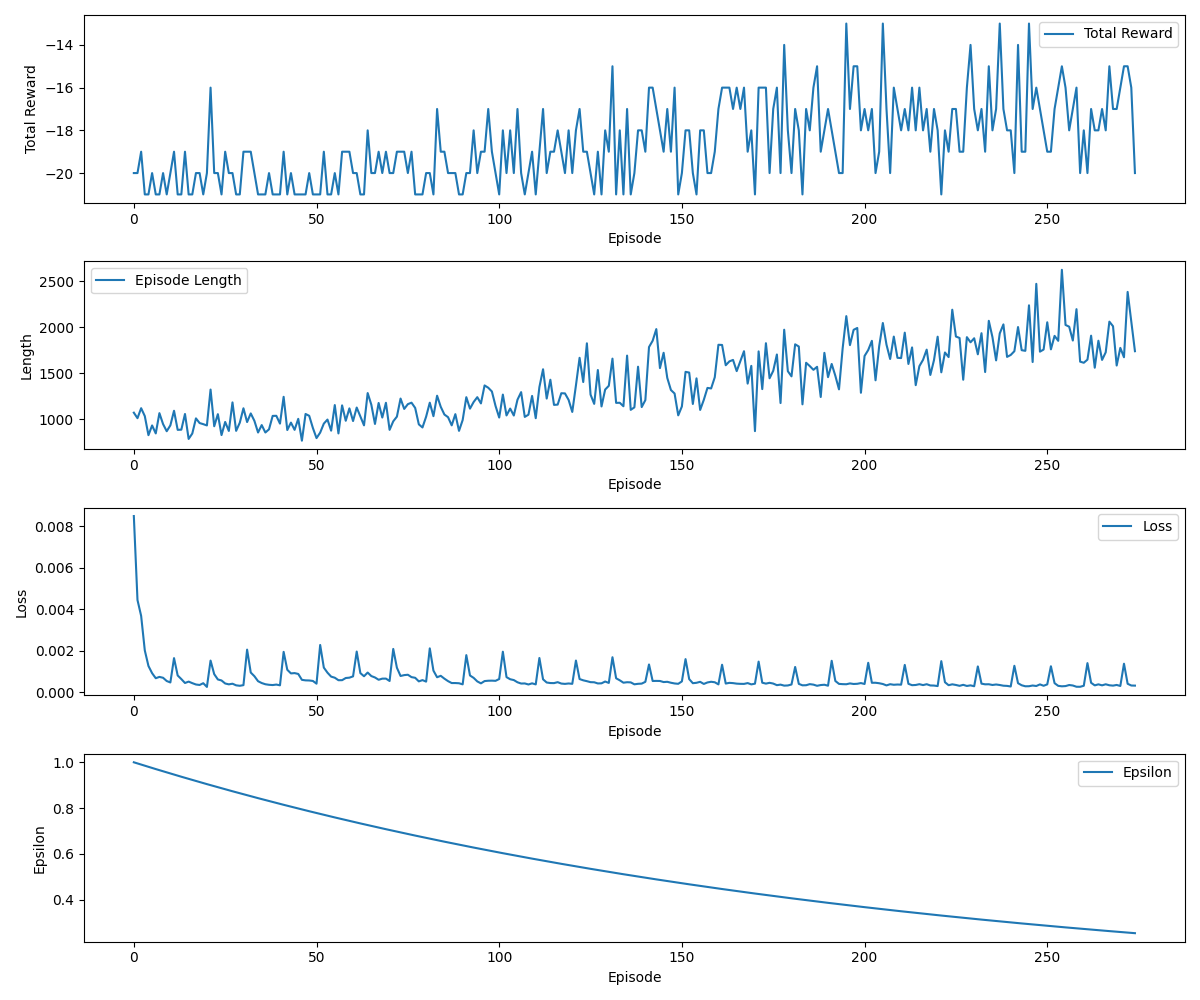 Total Reward
−14
−16
−18
−20
Total Reward
0 50 100 150 200 250
Episode
Episode Length
2500
2000
1500
1000
Length
0 50 100 150 200 250
Episode
Loss
0.008
0.006
0.004
0.002
0.000
Loss
0 50 100 150 200 250
Episode
Epsilon
1.0
0.8
0.6
0.4
Epsilon
0 50 100 150 200 250
Episode